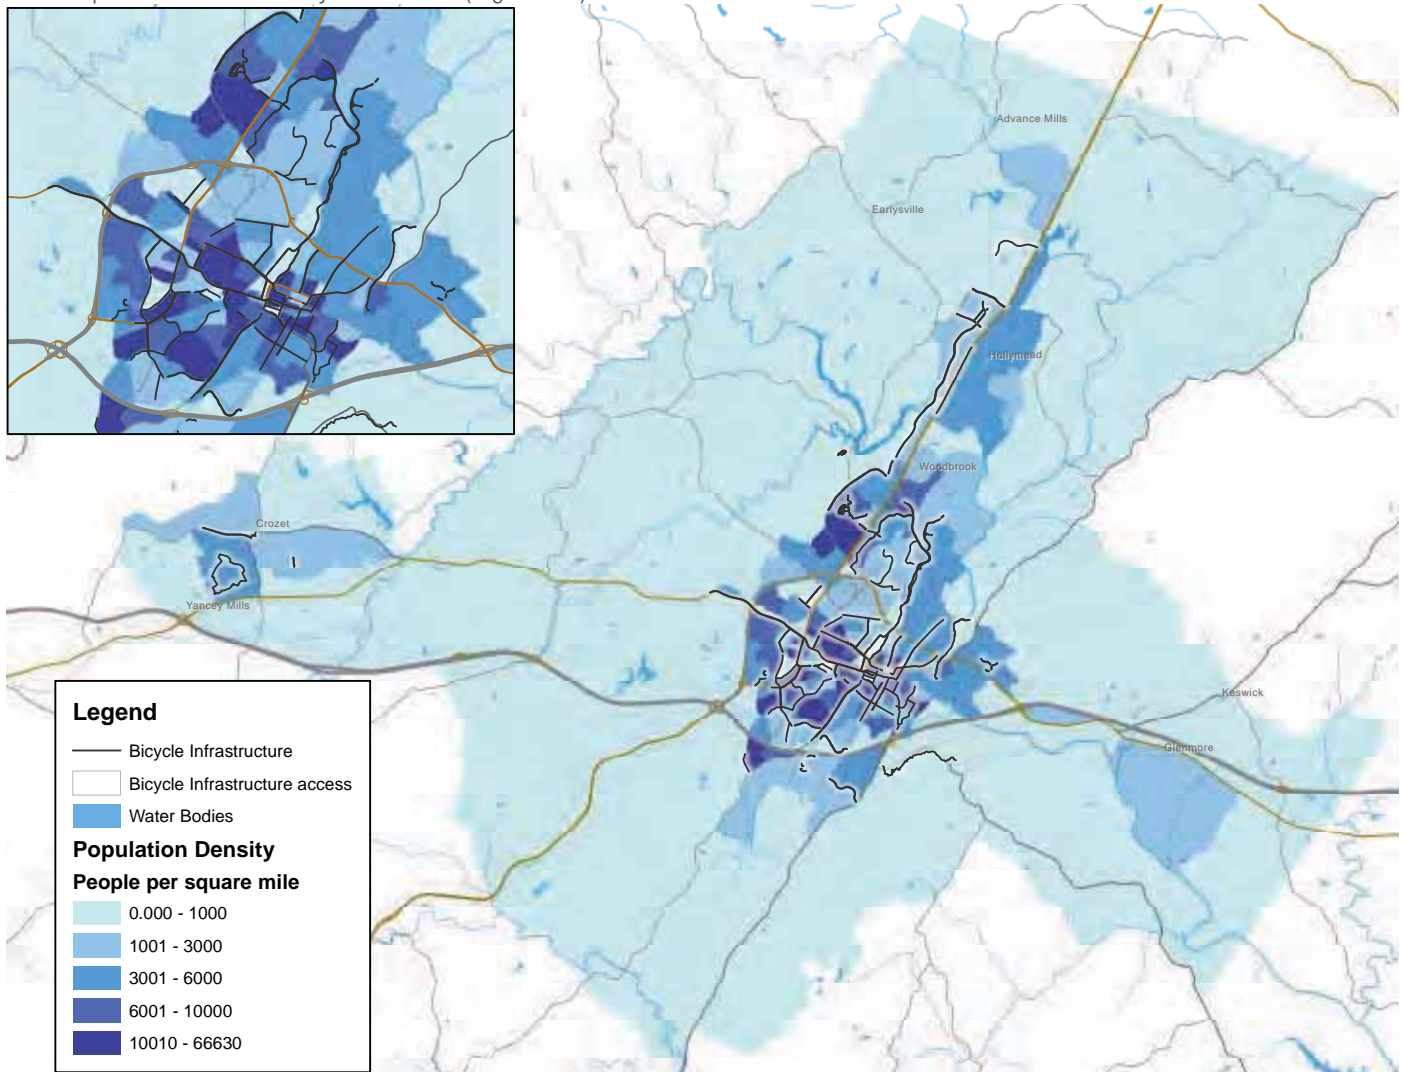 Advance Mills
Earlysville
Hollymead
Woodbrook
Crozet
Yancey Mills
Keswick
Glenmore
Legend
Bicycle Infrastructure
Bicycle Infrastructure access
Water Bodies
Population Density
People per square mile
0.000 - 1000
1001 - 3000
3001 - 6000
6001 - 10000
10010 - 66630